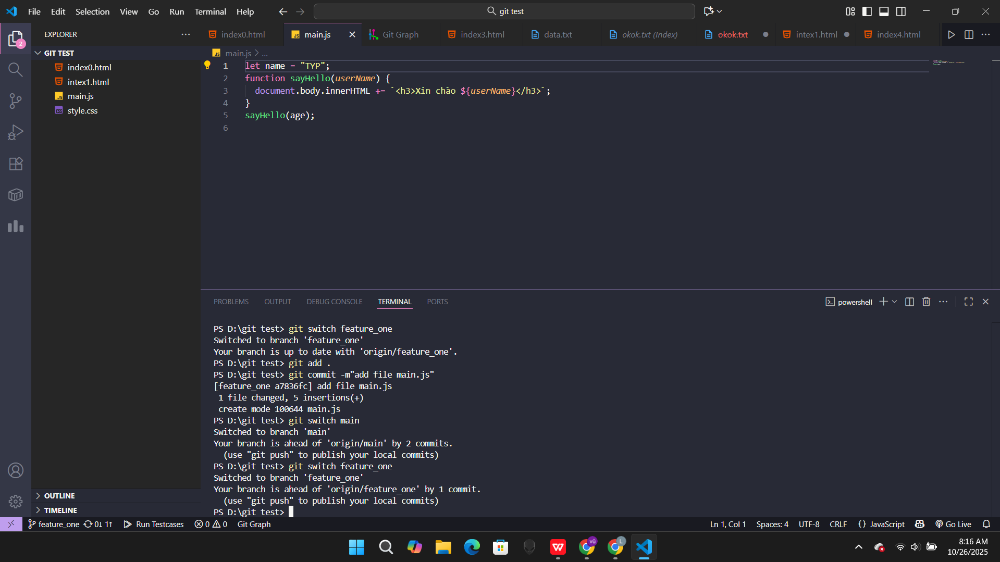 File Edit Selection View Go Run Terminal Help
git test
EXPLORER
index0.html
main.js
Git Graph
index3.html
data.txt
okok.txt (Index)
okok.txt
intex1.html
index4.html
2
GIT TEST
index0.html
intex1.html
main.js
style.css
main.js > ...
1 let name = "TYP";
2 function sayHello(userName) {
3 document.body.innerHTML += `<h3>Xin chào ${userName}</h3>`;
4 }
5 sayHello(age);
6
PROBLEMS OUTPUT DEBUG CONSOLE TERMINAL PORTS
powershell
PS D:\git test> git switch feature_one
Switched to branch 'feature_one'
Your branch is up to date with 'origin/feature_one'.
PS D:\git test> git add .
PS D:\git test> git commit -m"add file main.js"
[feature_one a7836fc] add file main.js
1 file changed, 5 insertions(+)
create mode 100644 main.js
PS D:\git test> git switch main
Switched to branch 'main'
Your branch is ahead of 'origin/main' by 2 commits.
(use "git push" to publish your local commits)
PS D:\git test> git switch feature_one
Switched to branch 'feature_one'
Your branch is ahead of 'origin/feature_one' by 1 commit.
(use "git push" to publish your local commits)
PS D:\git test>
OUTLINE
TIMELINE
feature_one 0↓ 1↑ Run Testcases 0 0 Git Graph
Ln 1, Col 1 Spaces: 4 UTF-8 CRLF {} JavaScript Go Live
vũ
L
8:16 AM
10/26/2025